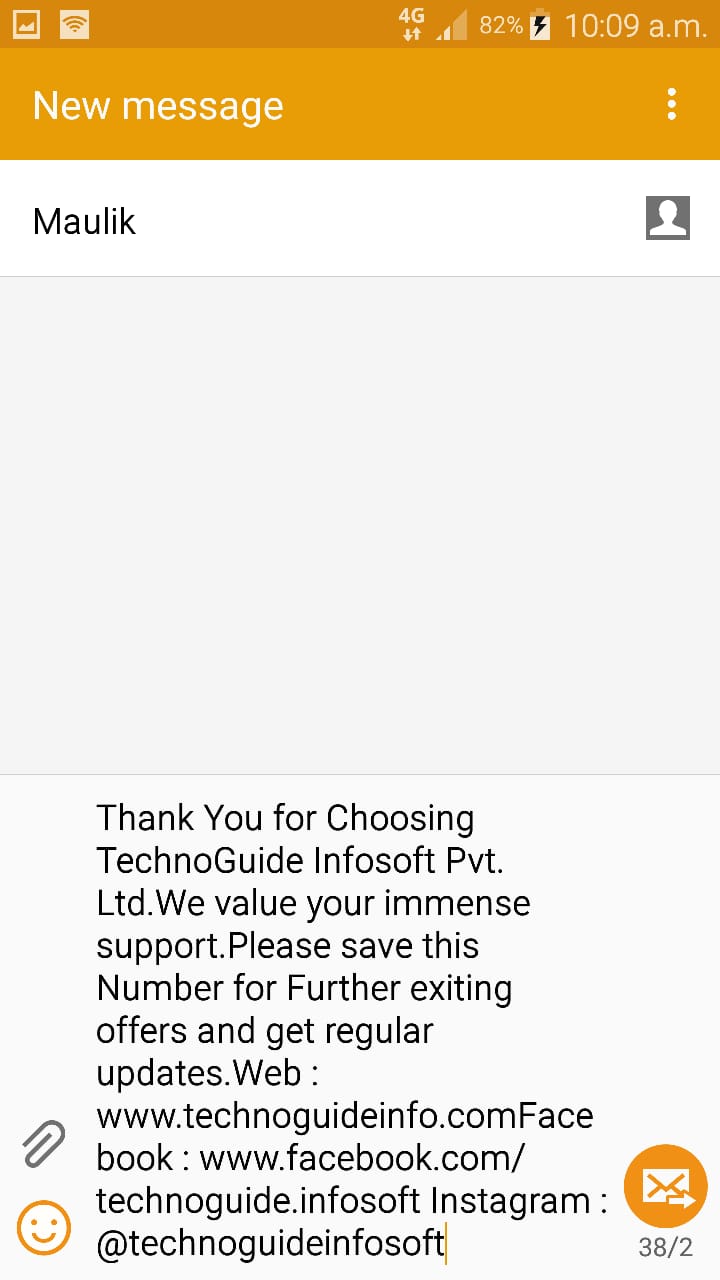 4G 82% 10:09 a.m.
New message
Maulik
Thank You for Choosing
TechnoGuide Infosoft Pvt.
Ltd.We value your immense
support.Please save this
Number for Further exiting
offers and get regular
updates.Web :
www.technoguideinfo.comFace
book : www.facebook.com/
technoguide.infosoft Instagram :
@technoguideinfosoft
38/2